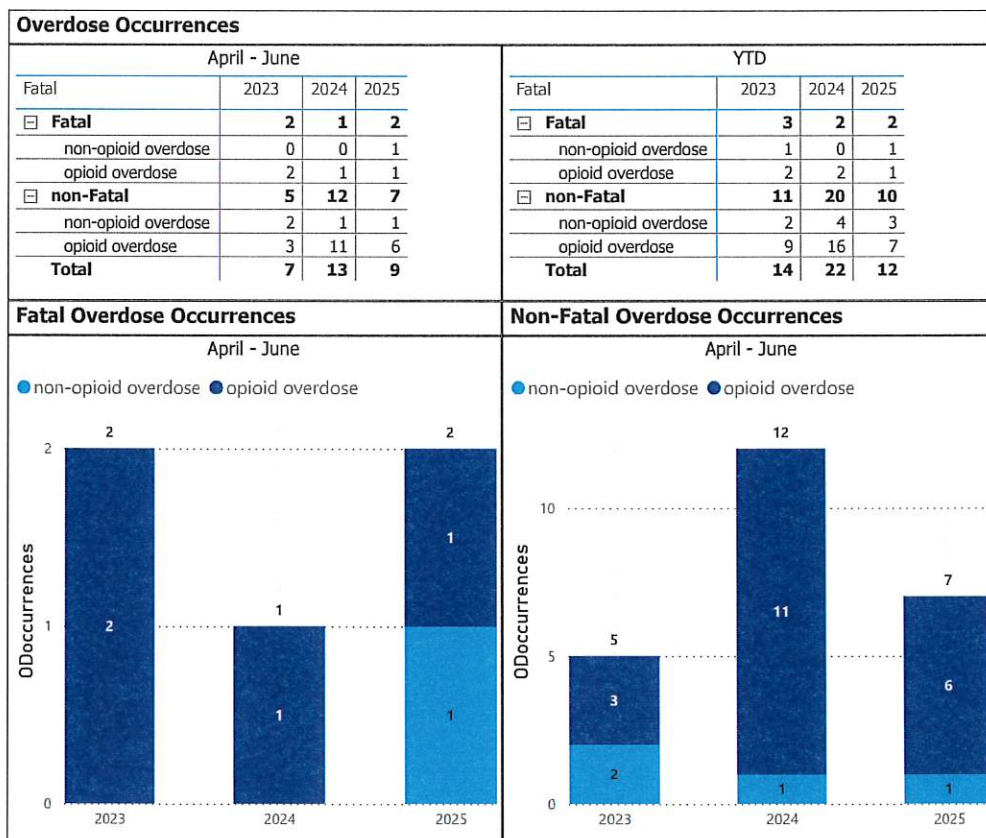 Overdose Occurrences
April - June
Fatal 2023 2024 2025
Fatal 2 1 2
non-opioid overdose 0 0 1
opioid overdose 2 1 1
non-Fatal 5 12 7
non-opioid overdose 2 1 1
opioid overdose 3 11 6
Total 7 13 9
YTD
Fatal 2023 2024 2025
Fatal 3 2 2
non-opioid overdose 1 0 1
opioid overdose 2 2 1
non-Fatal 11 20 10
non-opioid overdose 2 4 3
opioid overdose 9 16 7
Total 14 22 12
Fatal Overdose Occurrences
April - June
non-opioid overdose opioid overdose
ODoccurrences
2
1
0
2
2
1
1
2
1
1
2023 2024 2025
Non-Fatal Overdose Occurrences
April - June
non-opioid overdose opioid overdose
ODoccurrences
10
5
0
5
3
2
12
11
1
7
6
1
2023 2024 2025